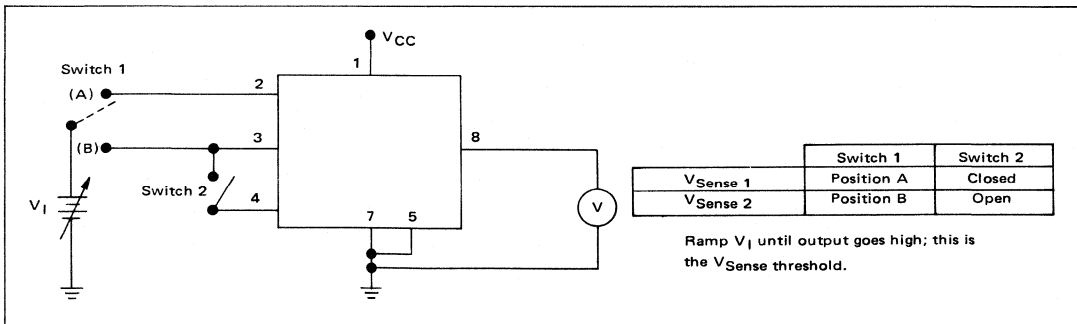 VCC
1
Switch 1
(A)
2
(B)
3
8
Switch 2
4
VI
7 5
V
Switch 1 Switch 2
VSense 1 Position A Closed
VSense 2 Position B Open
Ramp VI until output goes high; this is
the VSense threshold.